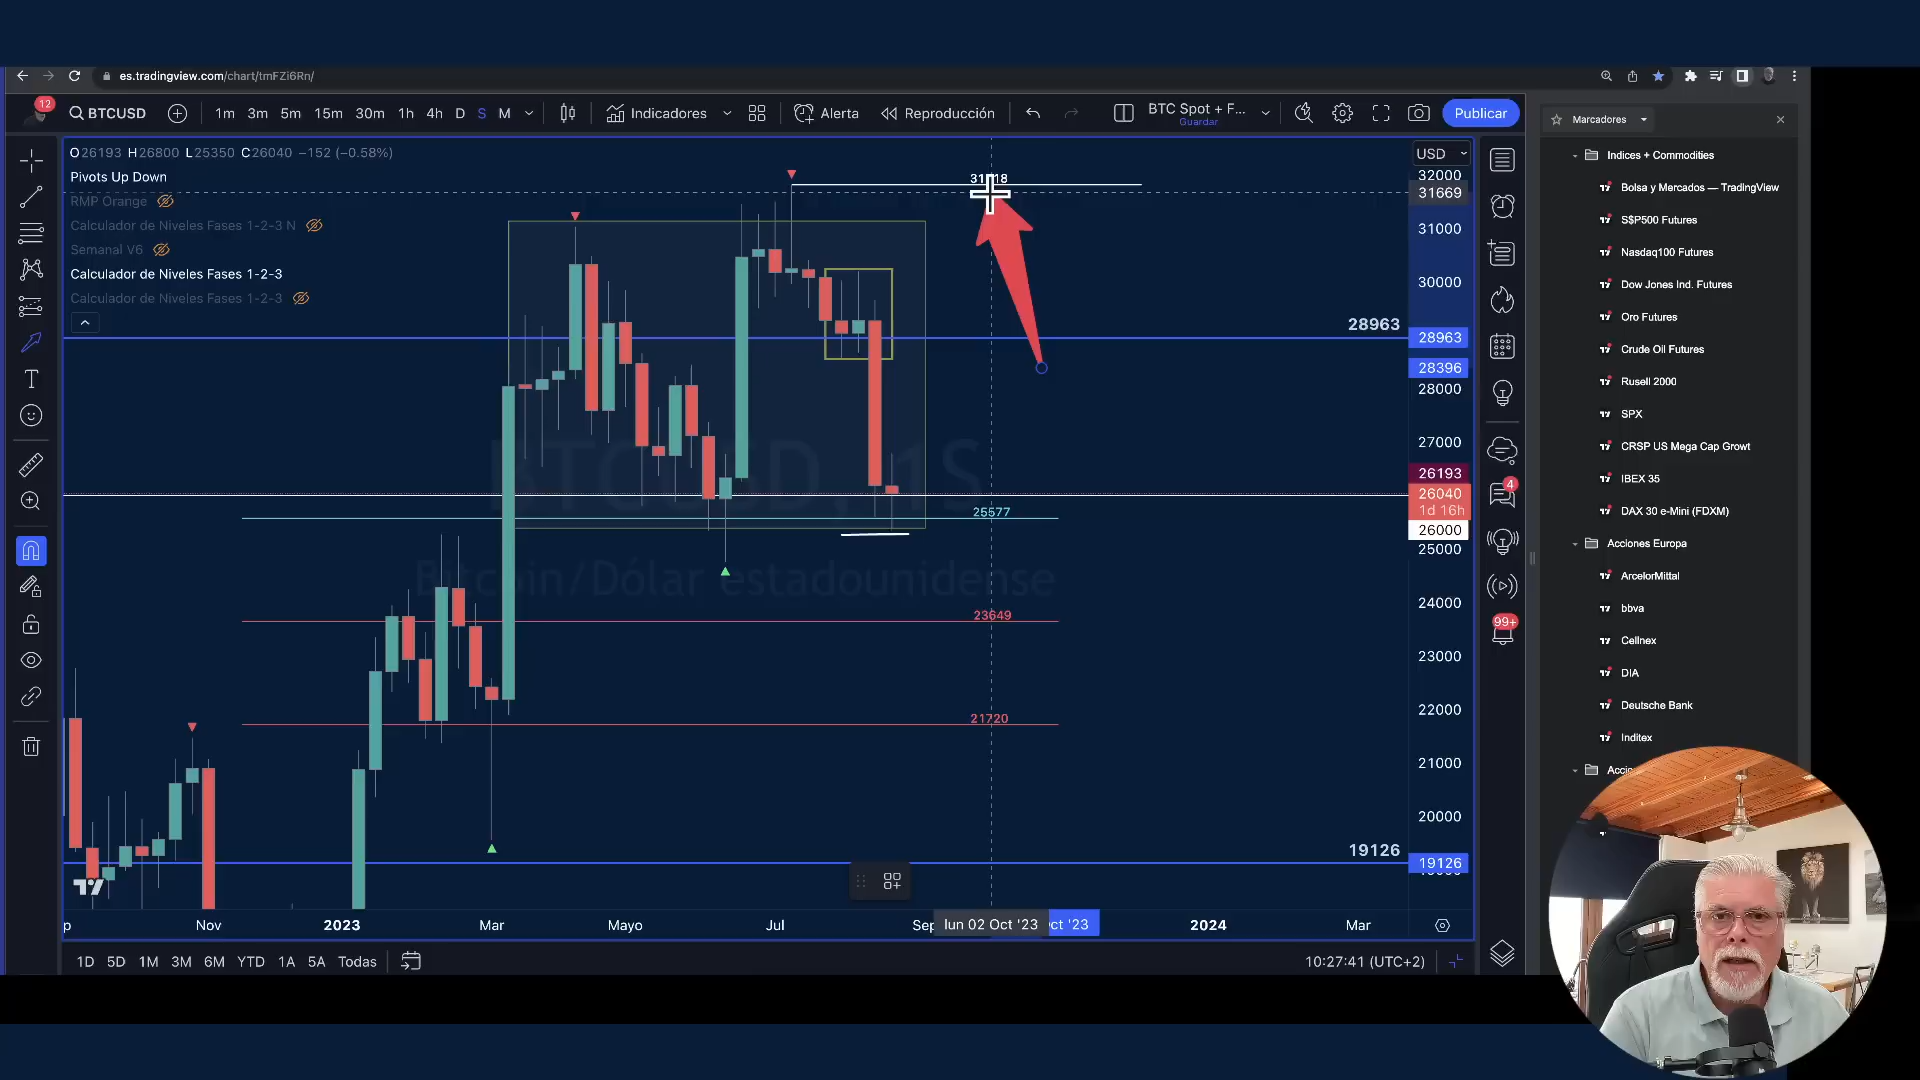 es.tradingview.com/chart/tmFZi6Rn/
12
BTCUSD
1m 3m 5m 15m 30m 1h 4h D S M
Indicadores
Alerta
Reproducción
BTC Spot + F...
Guardar
Publicar
O26193 H26800 L25350 C26040 −152 (−0.58%)
Pivots Up Down
RMP Orange
Calculador de Niveles Fases 1-2-3 N
Semanal V6
Calculador de Niveles Fases 1-2-3
Calculador de Niveles Fases 1-2-3
USD
32000
31669
31000
30000
28963
28963
28396
28000
27000
26193
26040
1d 16h
26000
25000
24000
23000
22000
21000
20000
19126
19126
25577
23649
21720
BTCUSD, 1S
Bitcoin/Dólar estadounidense
Nov
2023
Mar
Mayo
Jul
Sep
lun 02 Oct '23
ct '23
2024
Mar
1D 5D 1M 3M 6M YTD 1A 5A Todas
10:27:41 (UTC+2)
4
99+
Marcadores
Indices + Commodities
Bolsa y Mercados — TradingView
S$P500 Futures
Nasdaq100 Futures
Dow Jones Ind. Futures
Oro Futures
Crude Oil Futures
Rusell 2000
SPX
CRSP US Mega Cap Growt
IBEX 35
DAX 30 e-Mini (FDXM)
Acciones Europa
ArcelorMittal
bbva
Cellnex
DIA
Deutsche Bank
Inditex